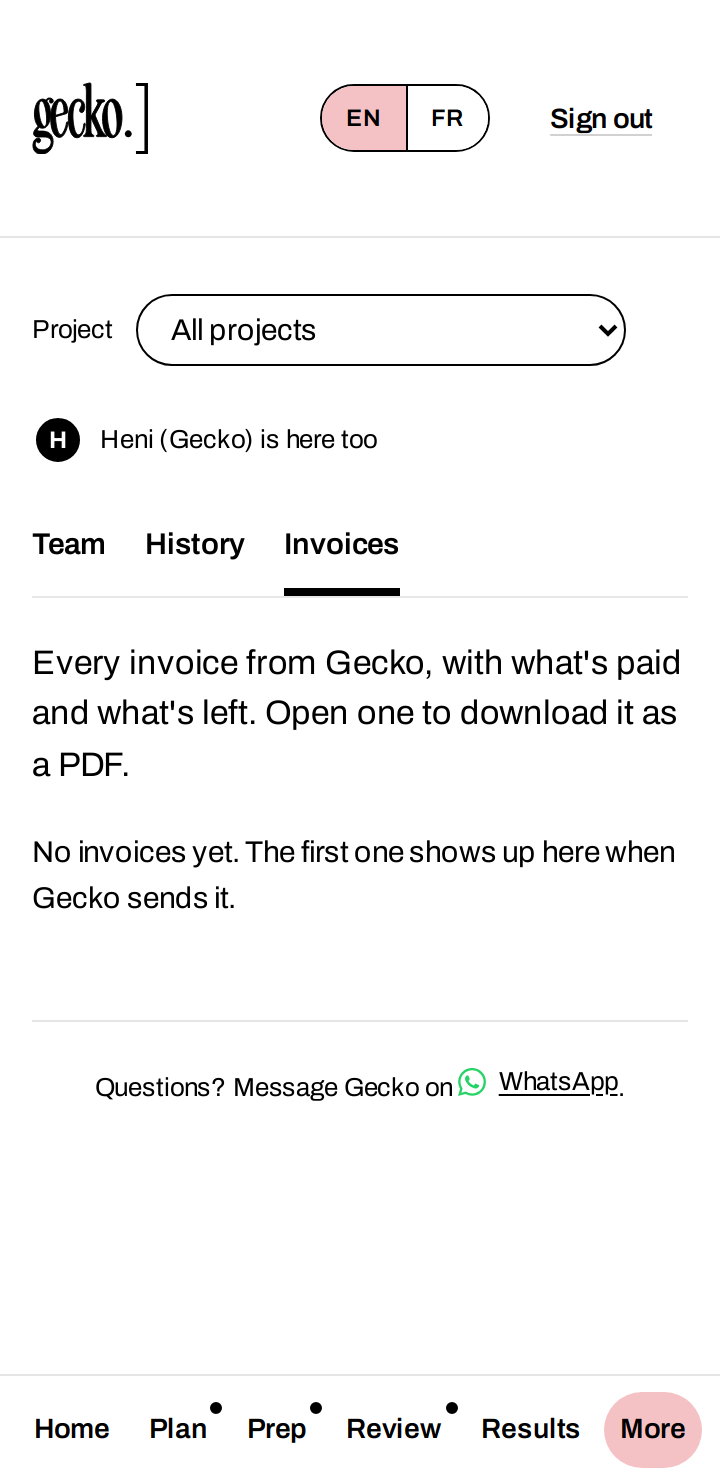 gecko.]
EN FR Sign out
Project All projects
H Heni (Gecko) is here too
Team History Invoices
Every invoice from Gecko, with what's paid
and what's left. Open one to download it as
a PDF.
No invoices yet. The first one shows up here when
Gecko sends it.
Questions? Message Gecko on WhatsApp.
Home Plan Prep Review Results More